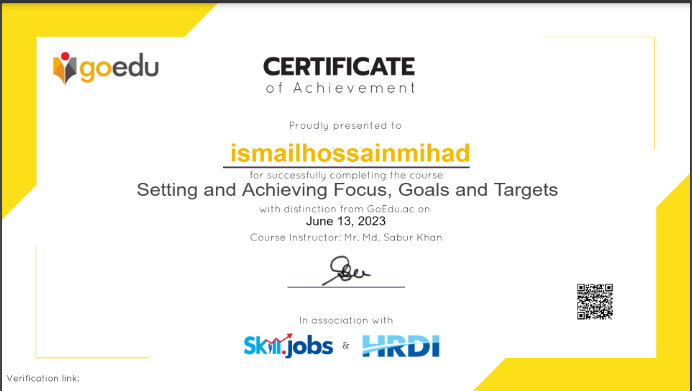 goedu
CERTIFICATE
of Achievement
Proudly presented to
ismailhossainmihad
for successfully completing the course
Setting and Achieving Focus, Goals and Targets
with distinction from GoEdu.ac on
June 13, 2023
Course Instructor: Mr. Md. Sabur Khan
In association with
Skill.jobs & HRDI
Verification link: